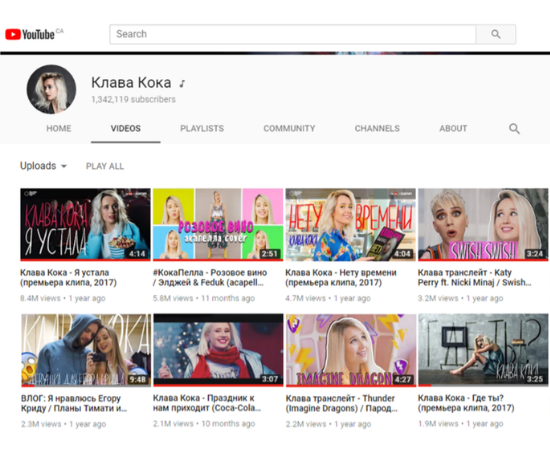 YouTube CA
Search
Клава Кока ♪
1,342,119 subscribers
HOME VIDEOS PLAYLISTS COMMUNITY CHANNELS ABOUT
Uploads PLAY ALL
КЛАВА КОКА
Я УСТАЛА
4:14
РОЗОВОЕ ВИНО
АКАПЕЛЛА COVER
2:51
НЕТУ ВРЕМЕНИ
КЛАВА КОКА
4:04
SWISH SWISH
3:24
Клава Кока - Я устала
(премьера клипа, 2017)
8.4M views • 1 year ago
#КокаПелла - Розовое вино
/ Элджей & Feduk (acapell...
5.8M views • 11 months ago
Клава Кока - Нету времени
(премьера клипа, 2017)
4.7M views • 1 year ago
Клава транслейт - Katy
Perry ft. Nicki Minaj / Swish...
3.2M views • 1 year ago
9:48
3:07
IMAGINE DRAGONS
4:27
ГДЕ ТЫ?
КЛАВА КОКА
3:25
ВЛОГ: Я нравлюсь Егору
Криду / Планы Тимати и...
2.3M views • 1 year ago
Клава Кока - Праздник к
нам приходит (Coca-Cola...
2.1M views • 10 months ago
Клава транслейт - Thunder
(Imagine Dragons) / Пород...
2.2M views • 1 year ago
Клава Кока - Где ты?
(премьера клипа, 2017)
1.9M views • 1 year ago